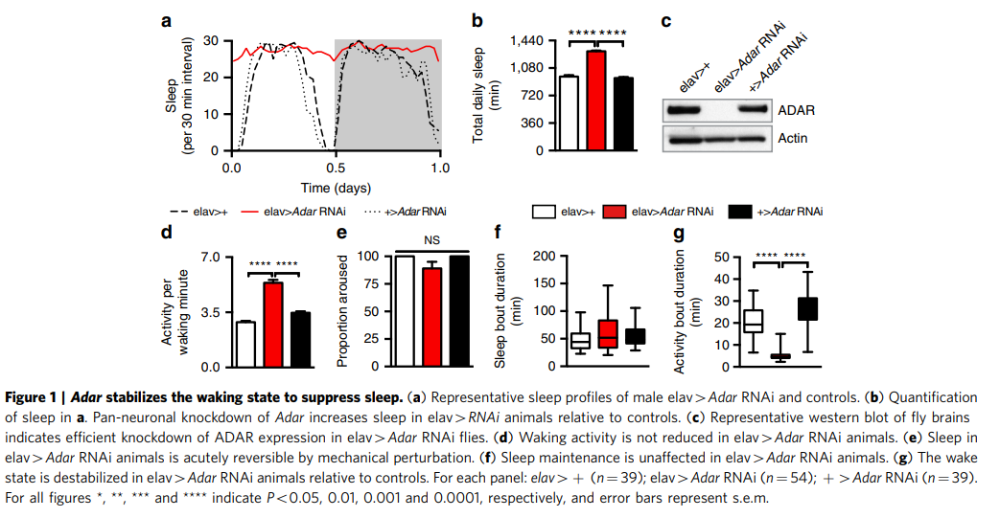 a
b
c
30
20
10
0
Sleep
(per 30 min interval)
0.0
0.5
1.0
Time (days)
1,440
1,080
720
360
0
Total daily sleep
(min)
**** ****
elav>+
elav>Adar RNAi
+>Adar RNAi
ADAR
Actin
elav>+ elav>Adar RNAi +>Adar RNAi
elav>+ elav>Adar RNAi +>Adar RNAi
d
e
f
g
7.0
3.5
0.0
Activity per
waking minute
**** ****
100
75
50
25
0
Proportion aroused
NS
200
150
100
50
0
Sleep bout duration
(min)
50
40
30
20
10
0
Activity bout duration
(min)
**** ****
Figure 1 | Adar stabilizes the waking state to suppress sleep. (a) Representative sleep profiles of male elav>Adar RNAi and controls. (b) Quantification
of sleep in a. Pan-neuronal knockdown of Adar increases sleep in elav>RNAi animals relative to controls. (c) Representative western blot of fly brains
indicates efficient knockdown of ADAR expression in elav>Adar RNAi flies. (d) Waking activity is not reduced in elav>Adar RNAi animals. (e) Sleep in
elav>Adar RNAi animals is acutely reversible by mechanical perturbation. (f) Sleep maintenance is unaffected in elav>Adar RNAi animals. (g) The wake
state is destabilized in elav>Adar RNAi animals relative to controls. For each panel: elav> + (n=39); elav>Adar RNAi (n=54); + >Adar RNAi (n=39).
For all figures *, **, *** and **** indicate P<0.05, 0.01, 0.001 and 0.0001, respectively, and error bars represent s.e.m.